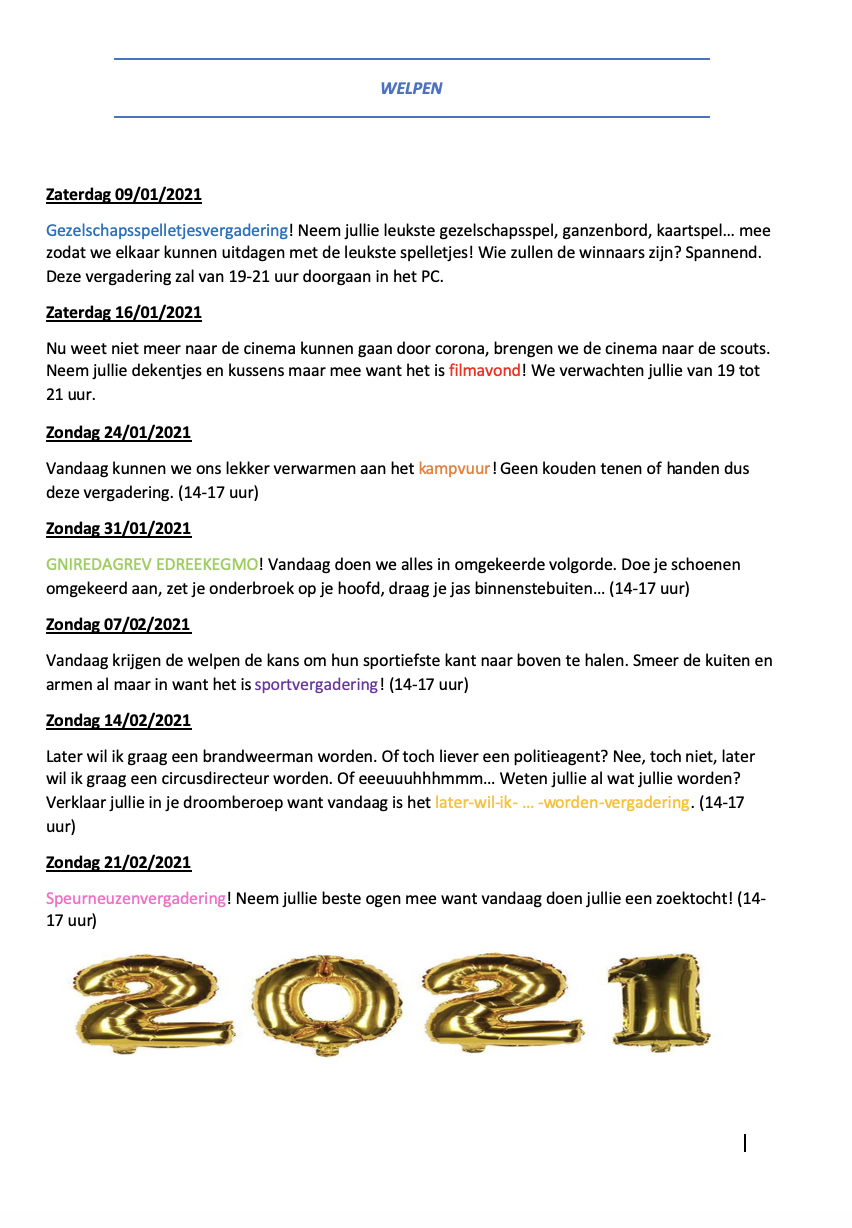 WELPEN
Zaterdag 09/01/2021
Gezelschapsspelletjesvergadering! Neem jullie leukste gezelschapsspel, ganzenbord, kaartspel… mee
zodat we elkaar kunnen uitdagen met de leukste spelletjes! Wie zullen de winnaars zijn? Spannend.
Deze vergadering zal van 19-21 uur doorgaan in het PC.
Zaterdag 16/01/2021
Nu weet niet meer naar de cinema kunnen gaan door corona, brengen we de cinema naar de scouts.
Neem jullie dekentjes en kussens maar mee want het is filmavond! We verwachten jullie van 19 tot
21 uur.
Zondag 24/01/2021
Vandaag kunnen we ons lekker verwarmen aan het kampvuur! Geen kouden tenen of handen dus
deze vergadering. (14-17 uur)
Zondag 31/01/2021
GNIREDAGREV EDREEKEGMO! Vandaag doen we alles in omgekeerde volgorde. Doe je schoenen
omgekeerd aan, zet je onderbroek op je hoofd, draag je jas binnenstebuiten… (14-17 uur)
Zondag 07/02/2021
Vandaag krijgen de welpen de kans om hun sportiefste kant naar boven te halen. Smeer de kuiten en
armen al maar in want het is sportvergadering! (14-17 uur)
Zondag 14/02/2021
Later wil ik graag een brandweerman worden. Of toch liever een politieagent? Nee, toch niet, later
wil ik graag een circusdirecteur worden. Of eeeuuuhhhmmm… Weten jullie al wat jullie worden?
Verklaar jullie in je droomberoep want vandaag is het later-wil-ik- … -worden-vergadering. (14-17
uur)
Zondag 21/02/2021
Speurneuzenvergadering! Neem jullie beste ogen mee want vandaag doen jullie een zoektocht! (14-
17 uur)
2021